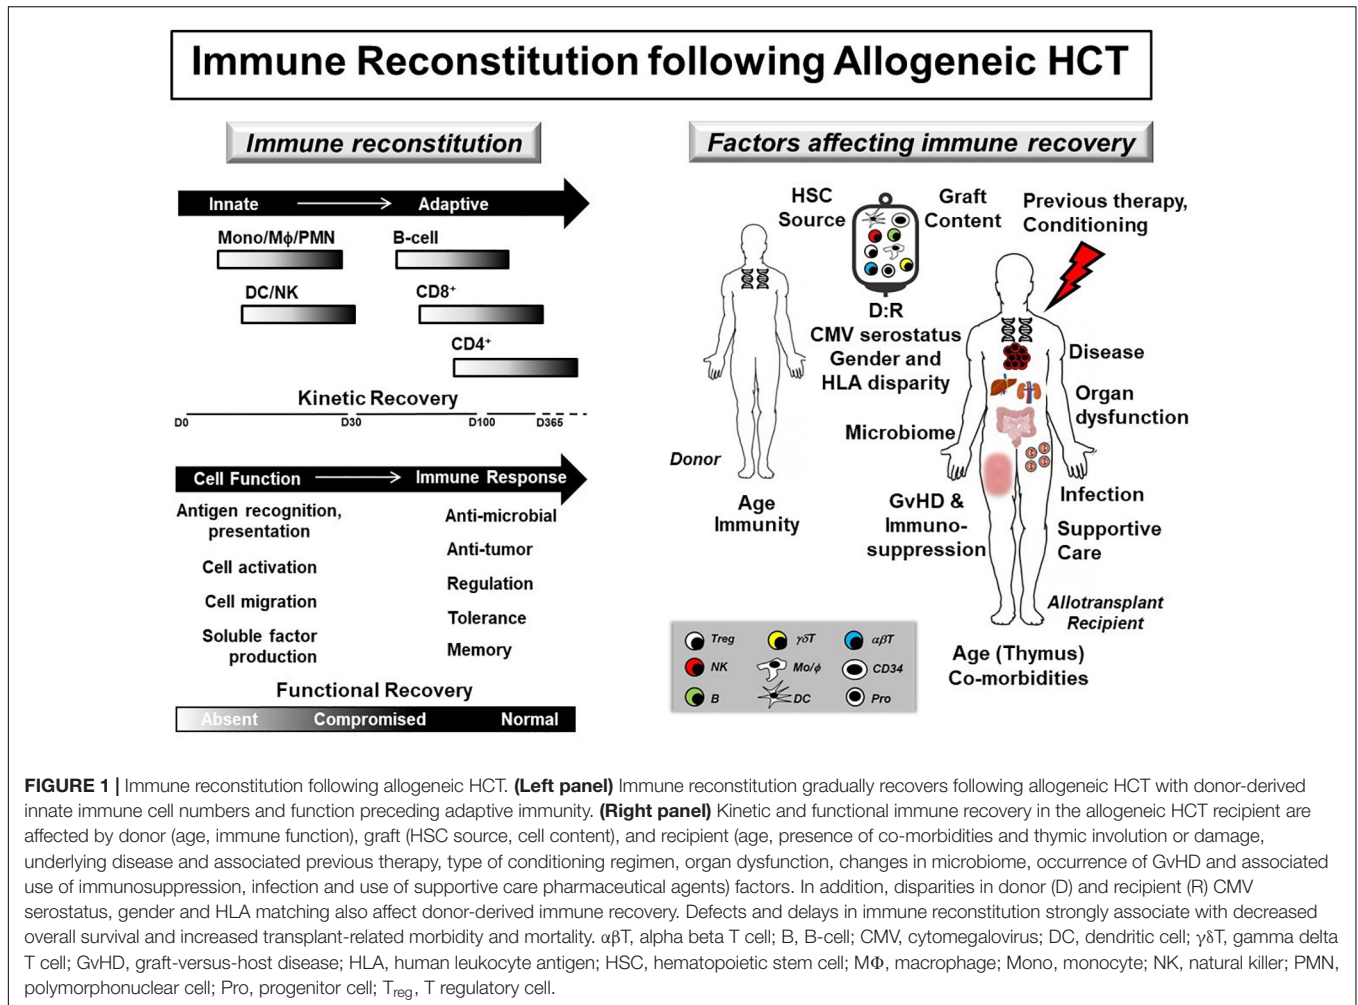 Immune Reconstitution following Allogeneic HCT
Immune reconstitution
Innate
Adaptive
Mono/Mϕ/PMN
B-cell
DC/NK
CD8⁺
CD4⁺
Kinetic Recovery
D0
D30
D100
D365
Cell Function
Immune Response
Antigen recognition,
presentation
Cell activation
Cell migration
Soluble factor
production
Anti-microbial
Anti-tumor
Regulation
Tolerance
Memory
Functional Recovery
Absent
Compromised
Normal
Factors affecting immune recovery
HSC
Source
Graft
Content
Previous therapy,
Conditioning
D:R
CMV serostatus
Gender and
HLA disparity
Disease
Organ
dysfunction
Microbiome
Donor
Age
Immunity
GvHD &
Immuno-
suppression
Infection
Supportive
Care
Allotransplant
Recipient
Age (Thymus)
Co-morbidities
Treg
γδT
αβT
NK
Mo/ϕ
CD34
B
DC
Pro
FIGURE 1 | Immune reconstitution following allogeneic HCT. (Left panel) Immune reconstitution gradually recovers following allogeneic HCT with donor-derived
innate immune cell numbers and function preceding adaptive immunity. (Right panel) Kinetic and functional immune recovery in the allogeneic HCT recipient are
affected by donor (age, immune function), graft (HSC source, cell content), and recipient (age, presence of co-morbidities and thymic involution or damage,
underlying disease and associated previous therapy, type of conditioning regimen, organ dysfunction, changes in microbiome, occurrence of GvHD and associated
use of immunosuppression, infection and use of supportive care pharmaceutical agents) factors. In addition, disparities in donor (D) and recipient (R) CMV
serostatus, gender and HLA matching also affect donor-derived immune recovery. Defects and delays in immune reconstitution strongly associate with decreased
overall survival and increased transplant-related morbidity and mortality. αβT, alpha beta T cell; B, B-cell; CMV, cytomegalovirus; DC, dendritic cell; γδT, gamma delta
T cell; GvHD, graft-versus-host disease; HLA, human leukocyte antigen; HSC, hematopoietic stem cell; MΦ, macrophage; Mono, monocyte; NK, natural killer; PMN,
polymorphonuclear cell; Pro, progenitor cell; Treg, T regulatory cell.